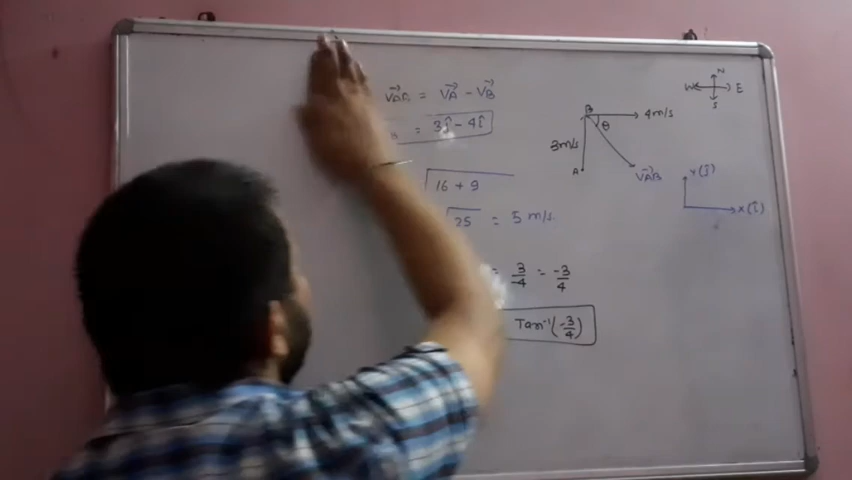 V⃗AB = V⃗A - V⃗B
= 3ĵ - 4î
√16 + 9
√25 = 5 m/s
= 3/-4 = -3/4
Tan⁻¹(-3/4)
B
4m/s
θ
3m/s
A
V⃗AB
N
W
E
S
Y(ĵ)
X(î)